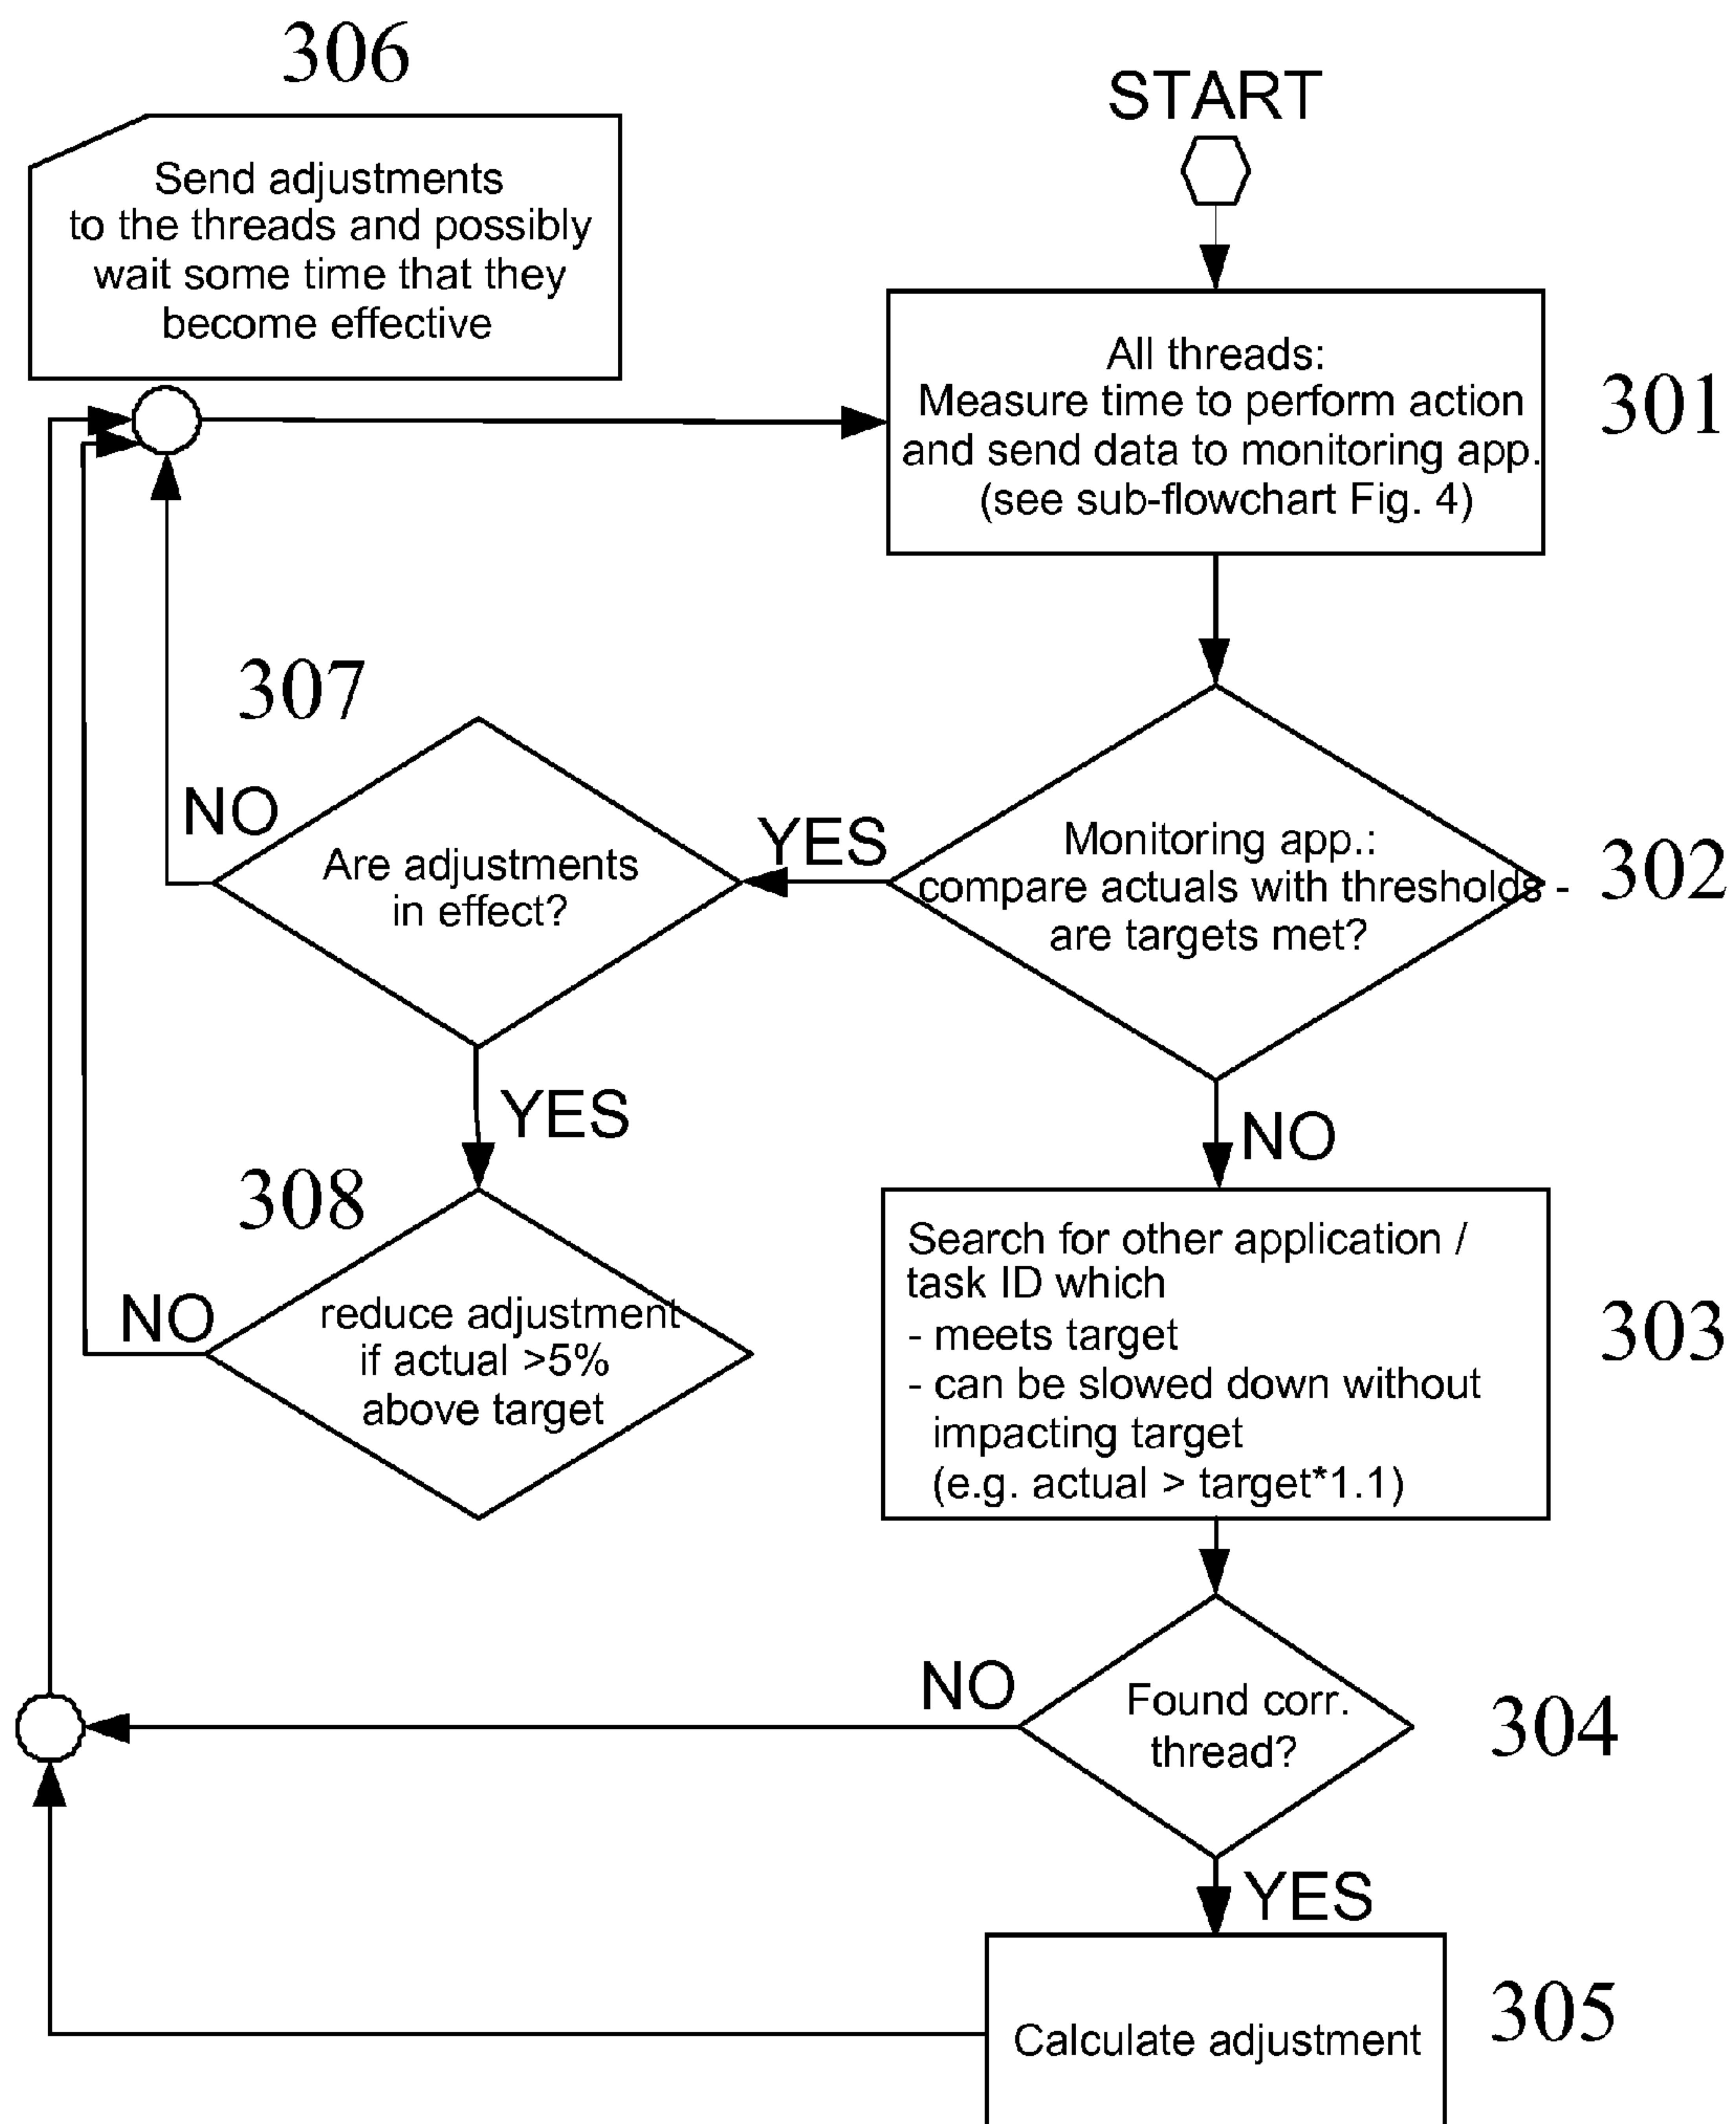 306
START
Send adjustments
to the threads and possibly
wait some time that they
become effective
All threads:
Measure time to perform action
and send data to monitoring app.
(see sub-flowchart Fig. 4)
301
307
NO
Are adjustments
in effect?
YES
Monitoring app.:
compare actuals with thresholds -
are targets met?
302
YES
NO
308
NO
reduce adjustment
if actual >5%
above target
Search for other application /
task ID which
- meets target
- can be slowed down without
impacting target
(e.g. actual > target*1.1)
303
NO
Found corr.
thread?
304
YES
Calculate adjustment
305